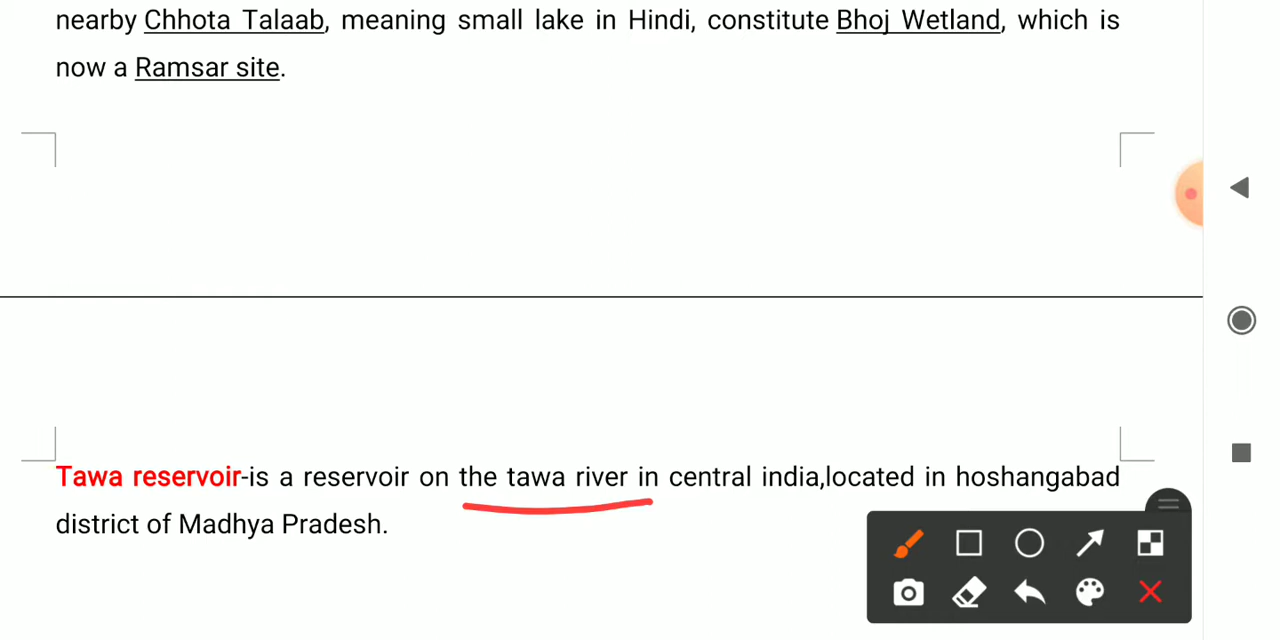 nearby Chhota Talaab, meaning small lake in Hindi, constitute Bhoj Wetland, which is
now a Ramsar site.
Tawa reservoir-is a reservoir on the tawa river in central india,located in hoshangabad
district of Madhya Pradesh.